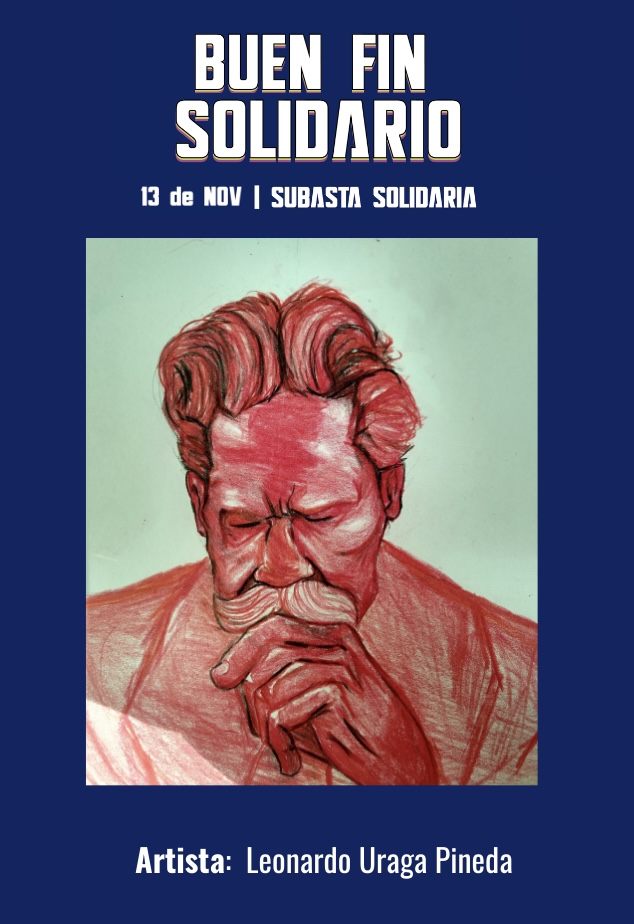 BUEN FIN
SOLIDARIO
13 de NOV | SUBASTA SOLIDARIA
Artista: Leonardo Uraga Pineda